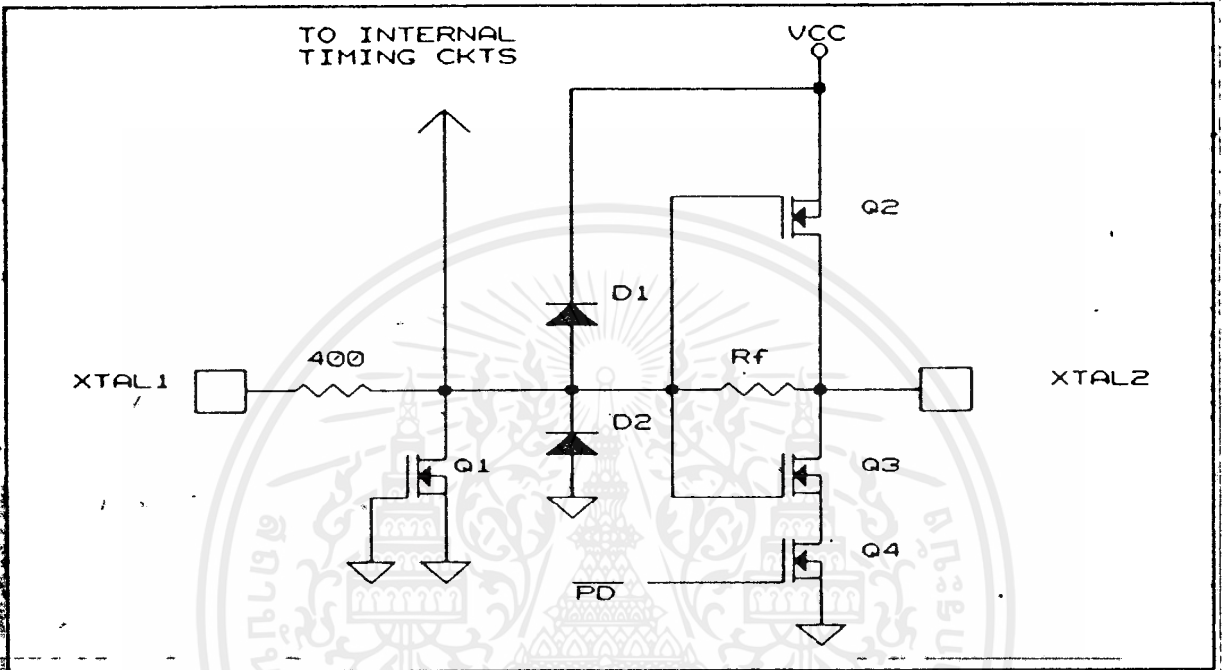 TO INTERNAL
TIMING CKTS
VCC
Q2
D1
400
Rf
XTAL1
XTAL2
D2
Q1
Q3
Q4
PD